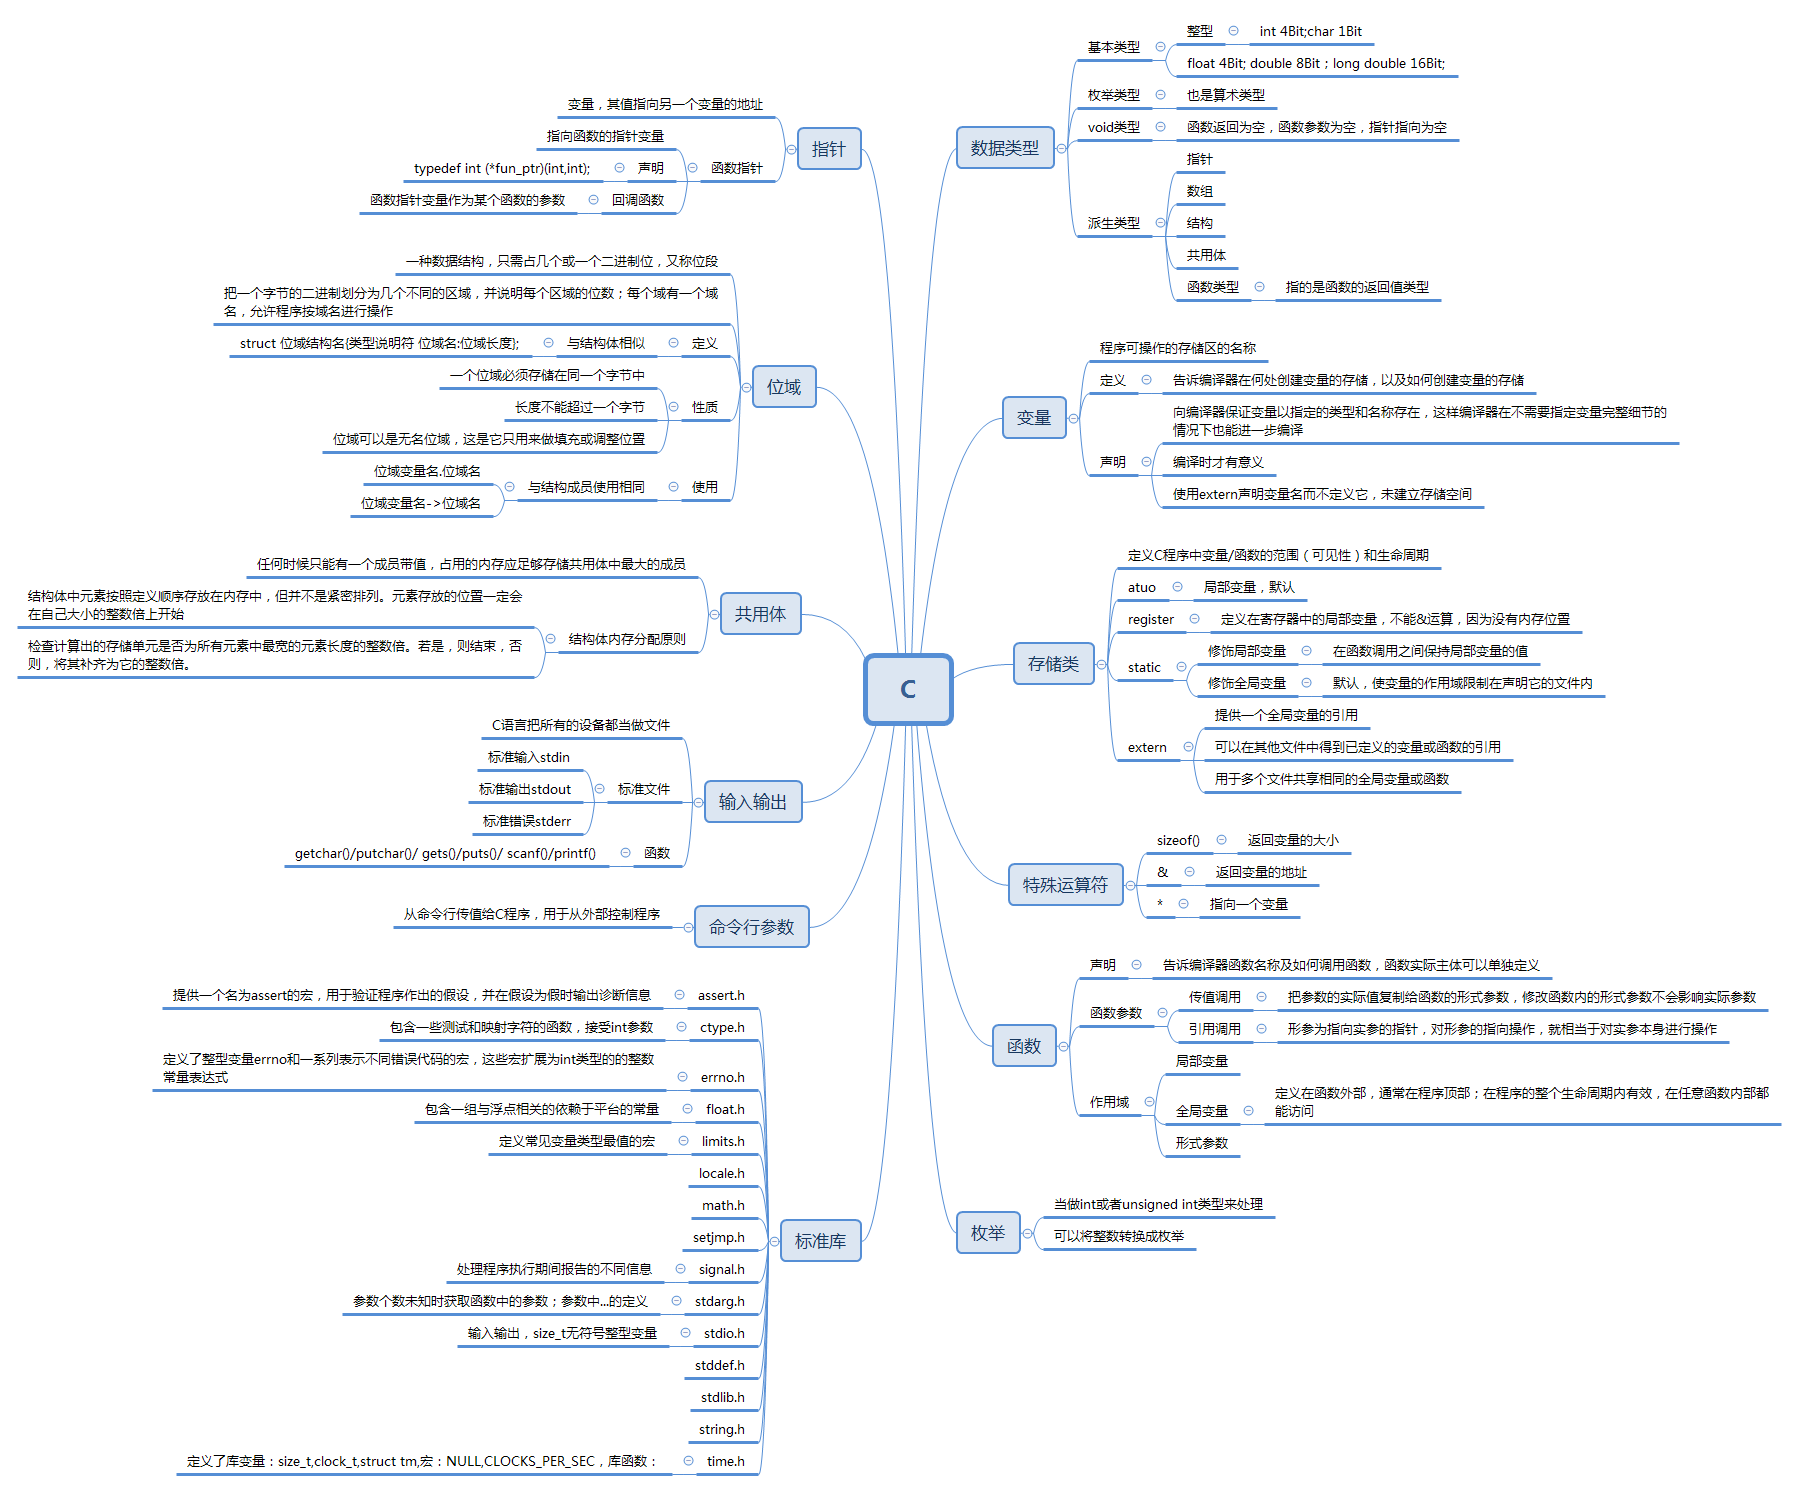 C
数据类型
基本类型
整型
int 4Bit;char 1Bit
float 4Bit; double 8Bit；long double 16Bit;
枚举类型
也是算术类型
void类型
函数返回为空，函数参数为空，指针指向为空
派生类型
指针
数组
结构
共用体
函数类型
指的是函数的返回值类型
变量
程序可操作的存储区的名称
定义
告诉编译器在何处创建变量的存储，以及如何创建变量的存储
声明
向编译器保证变量以指定的类型和名称存在，这样编译器在不需要指定变量完整细节的
情况下也能进一步编译
编译时才有意义
使用extern声明变量名而不定义它，未建立存储空间
存储类
定义C程序中变量/函数的范围（可见性）和生命周期
atuo
局部变量，默认
register
定义在寄存器中的局部变量，不能&运算，因为没有内存位置
static
修饰局部变量
在函数调用之间保持局部变量的值
修饰全局变量
默认，使变量的作用域限制在声明它的文件内
extern
提供一个全局变量的引用
可以在其他文件中得到已定义的变量或函数的引用
用于多个文件共享相同的全局变量或函数
特殊运算符
sizeof()
返回变量的大小
&
返回变量的地址
*
指向一个变量
函数
声明
告诉编译器函数名称及如何调用函数，函数实际主体可以单独定义
函数参数
传值调用
把参数的实际值复制给函数的形式参数，修改函数内的形式参数不会影响实际参数
引用调用
形参为指向实参的指针，对形参的指向操作，就相当于对实参本身进行操作
作用域
局部变量
全局变量
定义在函数外部，通常在程序顶部；在程序的整个生命周期内有效，在任意函数内部都
能访问
形式参数
枚举
当做int或者unsigned int类型来处理
可以将整数转换成枚举
指针
变量，其值指向另一个变量的地址
函数指针
指向函数的指针变量
声明
typedef int (*fun_ptr)(int,int);
回调函数
函数指针变量作为某个函数的参数
位域
一种数据结构，只需占几个或一个二进制位，又称位段
把一个字节的二进制划分为几个不同的区域，并说明每个区域的位数；每个域有一个域
名，允许程序按域名进行操作
定义
与结构体相似
struct 位域结构名{类型说明符 位域名:位域长度};
性质
一个位域必须存储在同一个字节中
长度不能超过一个字节
位域可以是无名位域，这是它只用来做填充或调整位置
使用
与结构成员使用相同
位域变量名.位域名
位域变量名->位域名
共用体
任何时候只能有一个成员带值，占用的内存应足够存储共用体中最大的成员
结构体内存分配原则
结构体中元素按照定义顺序存放在内存中，但并不是紧密排列。元素存放的位置一定会
在自己大小的整数倍上开始
检查计算出的存储单元是否为所有元素中最宽的元素长度的整数倍。若是，则结束，否
则，将其补齐为它的整数倍。
输入输出
C语言把所有的设备都当做文件
标准文件
标准输入stdin
标准输出stdout
标准错误stderr
函数
getchar()/putchar()/ gets()/puts()/ scanf()/printf()
命令行参数
从命令行传值给C程序，用于从外部控制程序
标准库
assert.h
提供一个名为assert的宏，用于验证程序作出的假设，并在假设为假时输出诊断信息
ctype.h
包含一些测试和映射字符的函数，接受int参数
errno.h
定义了整型变量errno和一系列表示不同错误代码的宏，这些宏扩展为int类型的的整数
常量表达式
float.h
包含一组与浮点相关的依赖于平台的常量
limits.h
定义常见变量类型最值的宏
locale.h
math.h
setjmp.h
signal.h
处理程序执行期间报告的不同信息
stdarg.h
参数个数未知时获取函数中的参数；参数中...的定义
stdio.h
输入输出，size_t无符号整型变量
stddef.h
stdlib.h
string.h
time.h
定义了库变量：size_t,clock_t,struct tm,宏：NULL,CLOCKS_PER_SEC，库函数：